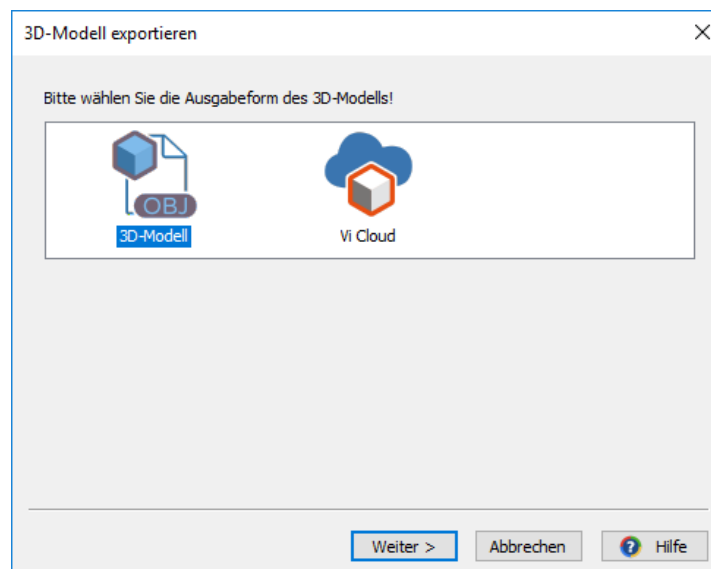 3D-Modell exportieren
Bitte wählen Sie die Ausgabeform des 3D-Modells!
OBJ
3D-Modell
Vi Cloud
Weiter >
Abbrechen
? Hilfe